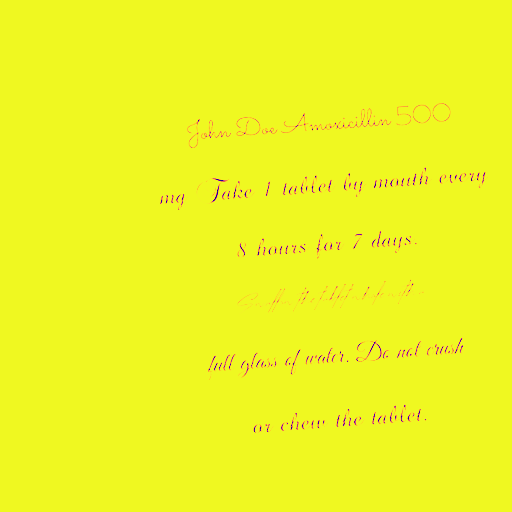 John Doe Amoxicillin 500
mg Take 1 tablet by mouth every
8 hours for 7 days.
full glass of water. Do not crush
or chew the tablet.